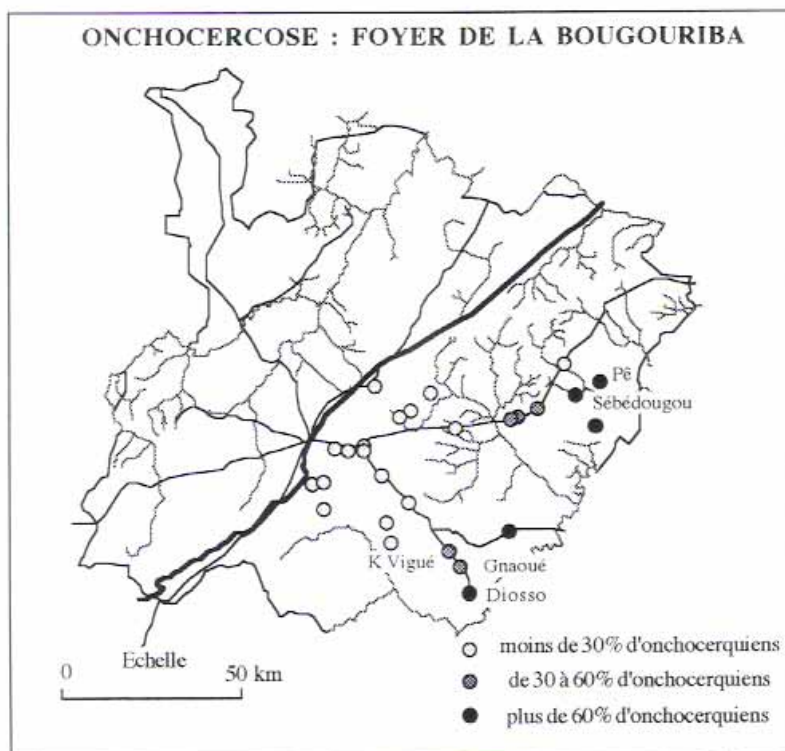 ONCHOCERCOSE : FOYER DE LA BOUGOURIBA
Pê
Sébédougou
K Vigué
Gnaoué
Diosso
Echelle
0 50 km
moins de 30% d'onchocerquiens
de 30 à 60% d'onchocerquiens
plus de 60% d'onchocerquiens